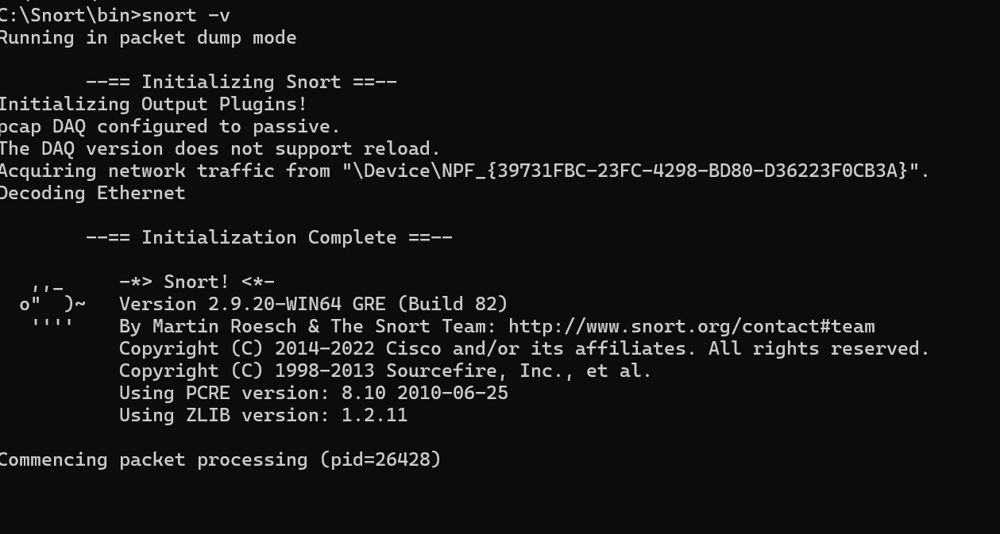 C:\Snort\bin>snort -v
Running in packet dump mode
--== Initializing Snort ==--
Initializing Output Plugins!
pcap DAQ configured to passive.
The DAQ version does not support reload.
Acquiring network traffic from "\Device\NPF_{39731FBC-23FC-4298-BD80-D36223F0CB3A}".
Decoding Ethernet
--== Initialization Complete ==--
,,_     -*> Snort! <*-
o"  )~   Version 2.9.20-WIN64 GRE (Build 82)
''''    By Martin Roesch & The Snort Team: http://www.snort.org/contact#team
Copyright (C) 2014-2022 Cisco and/or its affiliates. All rights reserved.
Copyright (C) 1998-2013 Sourcefire, Inc., et al.
Using PCRE version: 8.10 2010-06-25
Using ZLIB version: 1.2.11
Commencing packet processing (pid=26428)